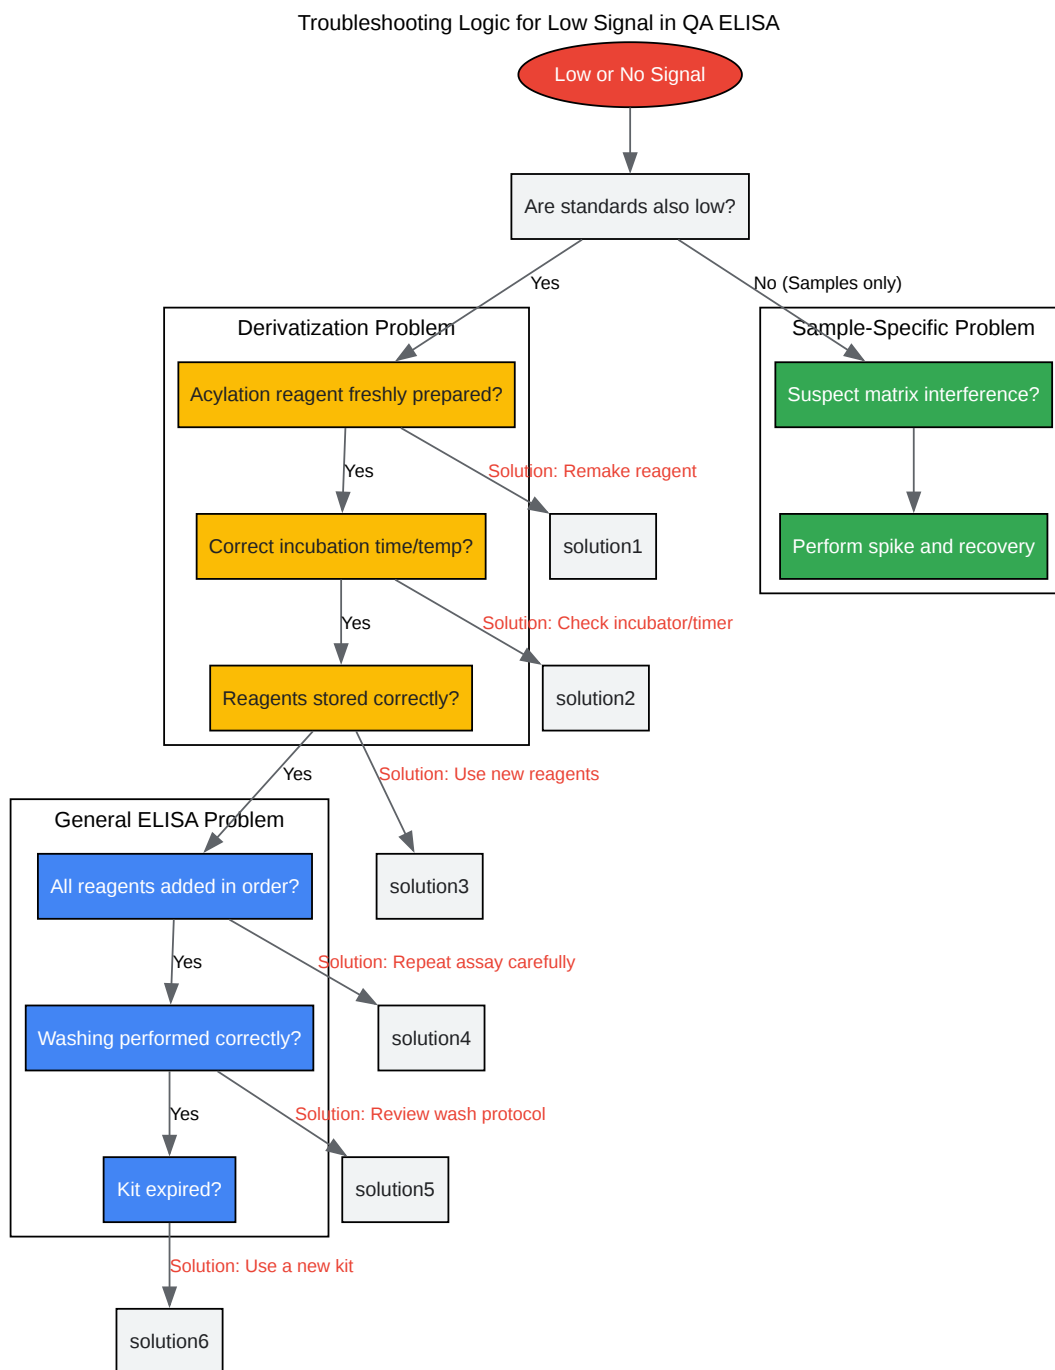 Troubleshooting Logic for Low Signal in QA ELISA
Low or No Signal
Are standards also low?
Yes
No (Samples only)
Derivatization Problem
Sample-Specific Problem
Acylation reagent freshly prepared?
Suspect matrix interference?
Yes
Solution: Remake reagent
Correct incubation time/temp?
solution1
Perform spike and recovery
Yes
Solution: Check incubator/timer
Reagents stored correctly?
solution2
Yes
Solution: Use new reagents
General ELISA Problem
All reagents added in order?
solution3
Yes
Solution: Repeat assay carefully
Washing performed correctly?
solution4
Yes
Solution: Review wash protocol
Kit expired?
solution5
Solution: Use a new kit
solution6